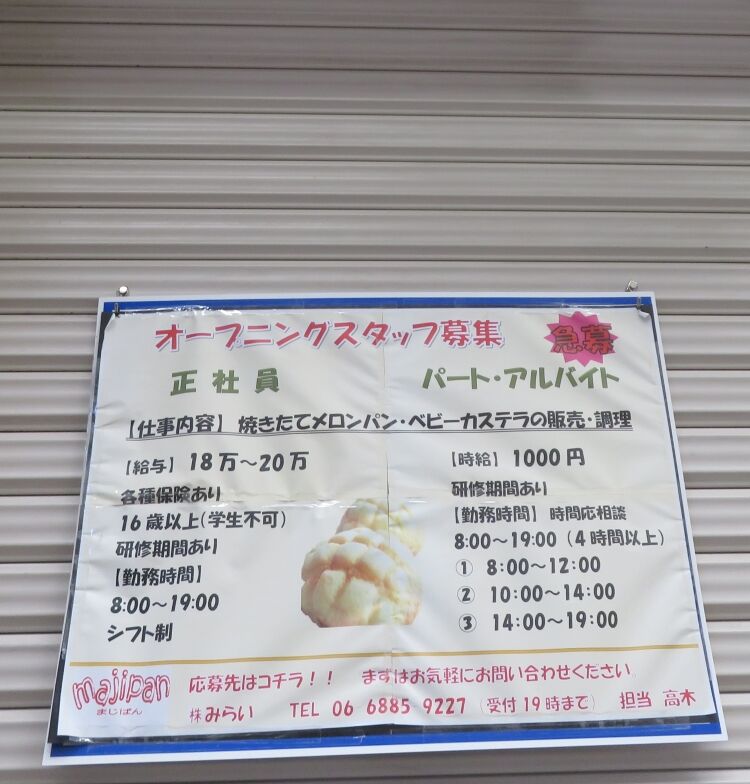 オープニングスタッフ募集
急募
正社員
パート・アルバイト
【仕事内容】 焼きたてメロンパン・ベビーカステラの販売・調理
【給与】 18万～20万
各種保険あり
16歳以上(学生不可)
研修期間あり
【勤務時間】
8:00～19:00
シフト制
【時給】 1000円
研修期間あり
【勤務時間】 時間応相談
8:00～19:00 (4時間以上)
① 8:00～12:00
② 10:00～14:00
③ 14:00～19:00
majipan
まじぱん
応募先はコチラ!! まずはお気軽にお問い合わせください。
㈱みらい TEL 06 6885 9227 (受付19時まで) 担当 高木